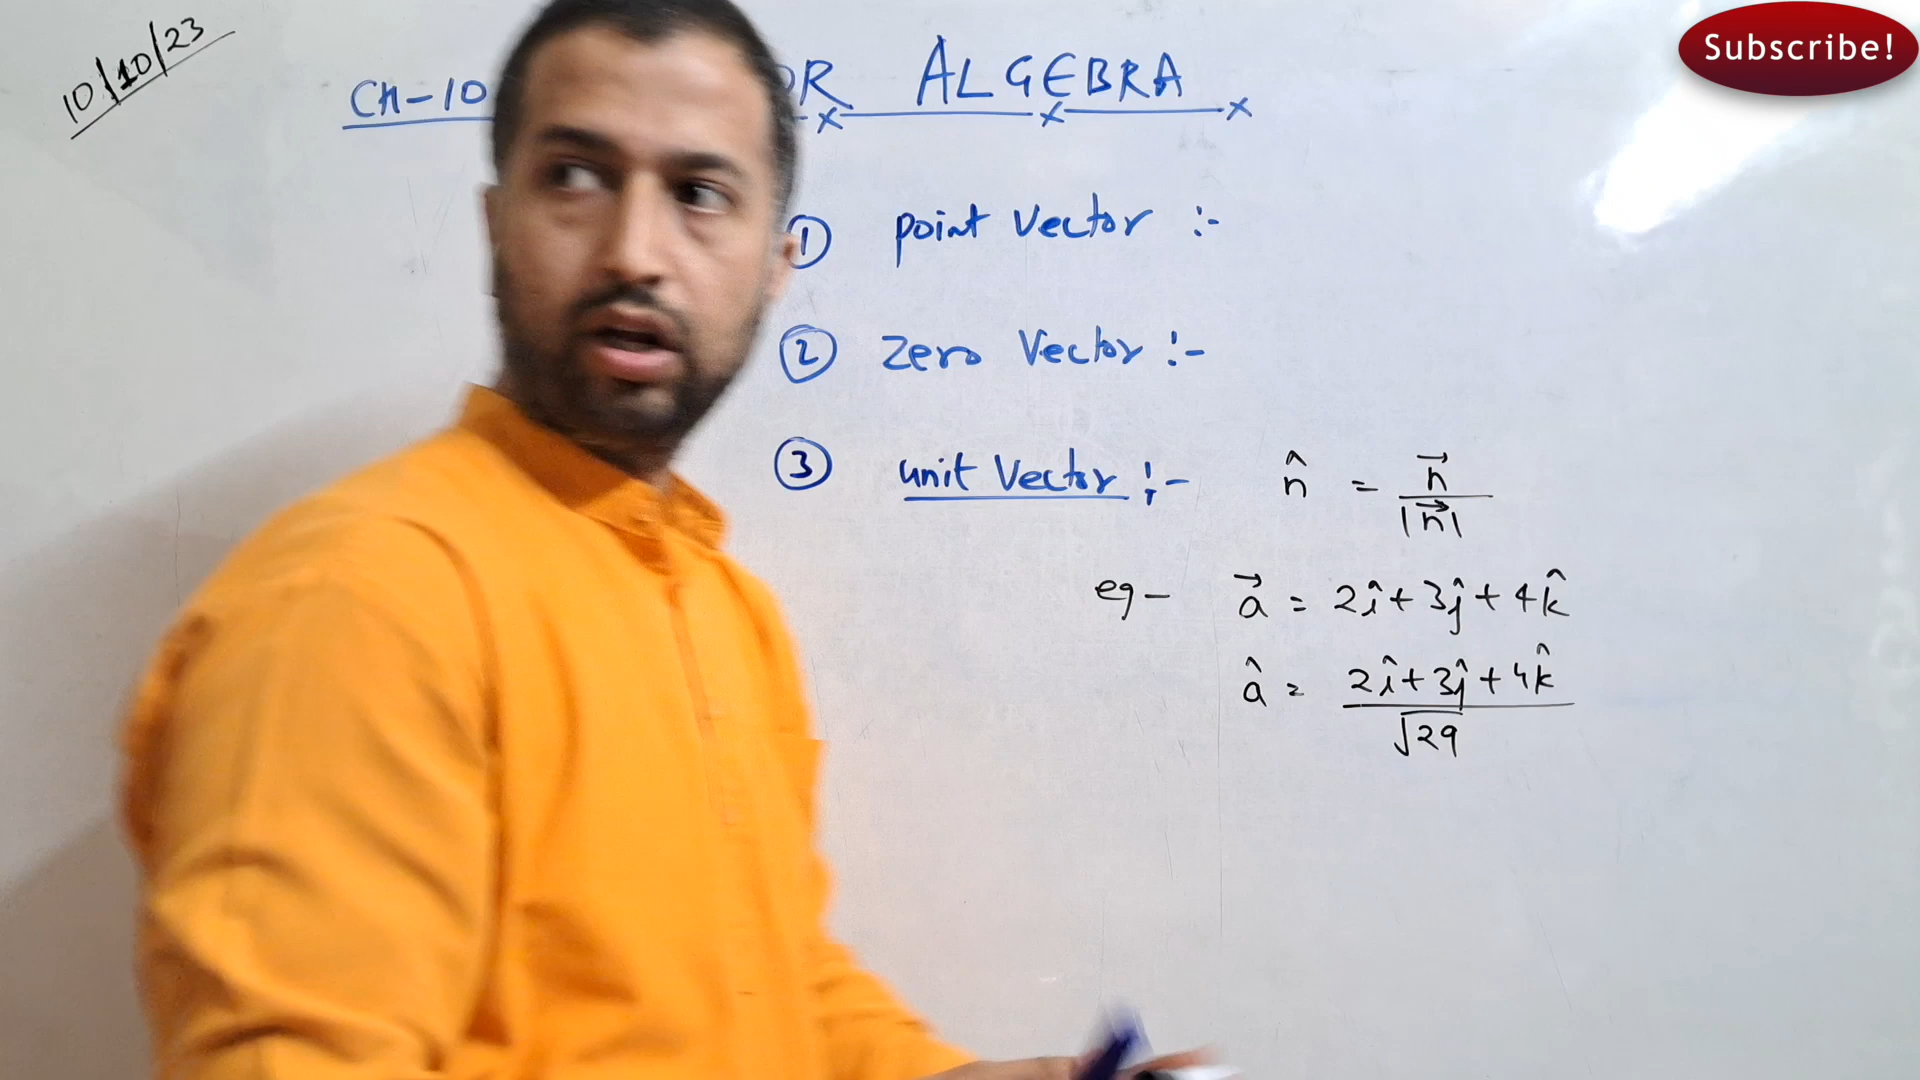 10/10/23
Subscribe!
CH-10 OR ALGEBRA
① point Vector :-
② Zero Vector :-
③ unit Vector :- n̂ = n⃗ / |n⃗|
eg- a⃗ = 2î + 3ĵ + 4k̂
â = 2î + 3ĵ + 4k̂ / √29